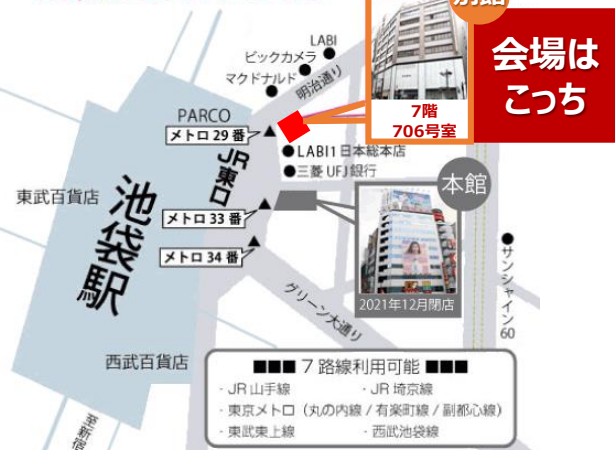 別館
会場は
こっち
LABI
ビックカメラ
マクドナルド
明治通り
7階
706号室
PARCO
メトロ 29 番
JR東口
LABI1 日本総本店
三菱 UFJ 銀行
本館
東武百貨店
池袋駅
メトロ 33 番
メトロ 34 番
サンシャイン60
2021年12月閉店
グリーン大通り
西武百貨店
■■■ 7 路線利用可能 ■■■
・JR 山手線
・JR 埼京線
・東京メトロ（丸の内線 / 有楽町線 / 副都心線）
・東武東上線
・西武池袋線
至新宿